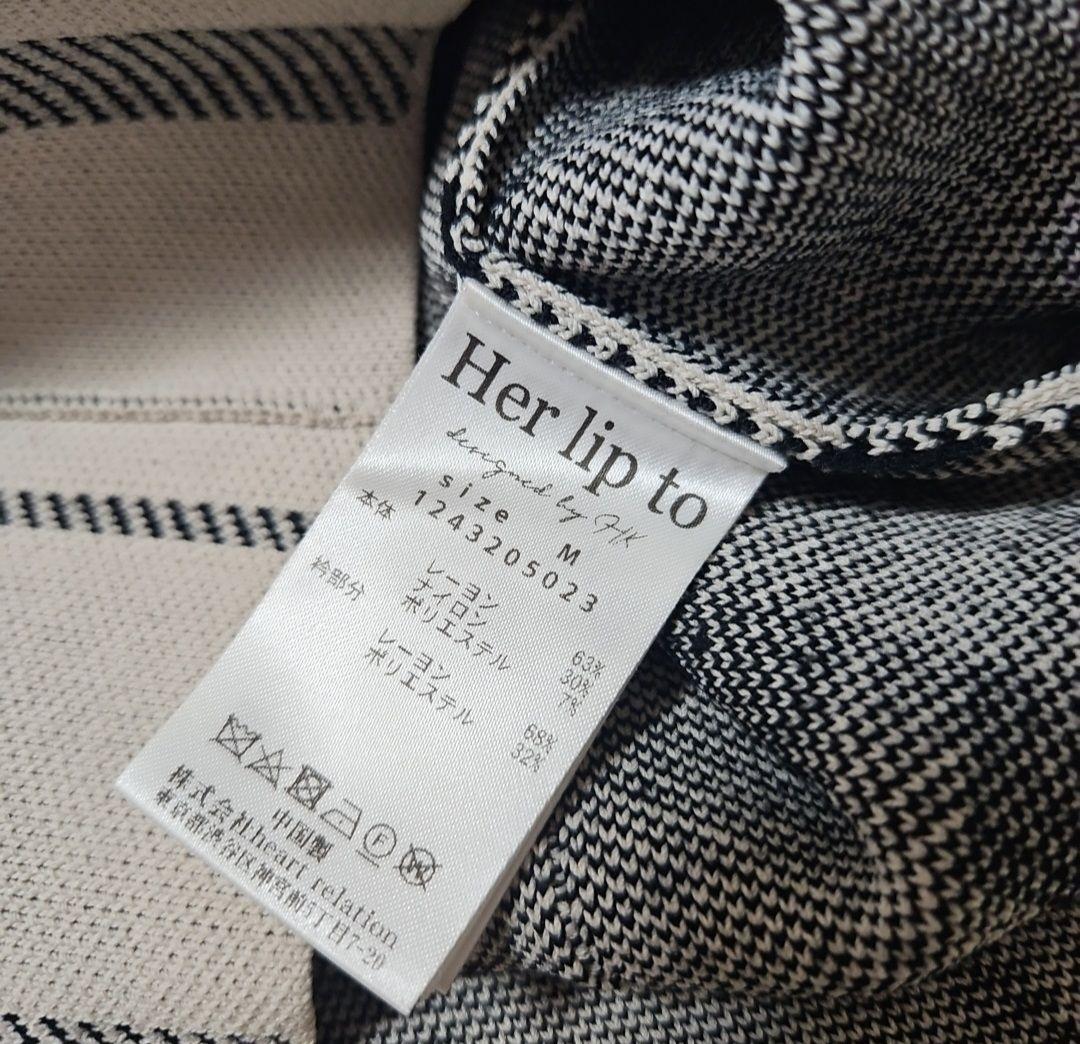 Her lip to
designed by HK
size M
1243205023
本体 レーヨン 63%
ナイロン 30%
ポリエステル 7%
衿部分 レーヨン 68%
ポリエステル 32%
F
W
中国製
株式会社heart relation
東京都渋谷区神宮前5丁目7-20